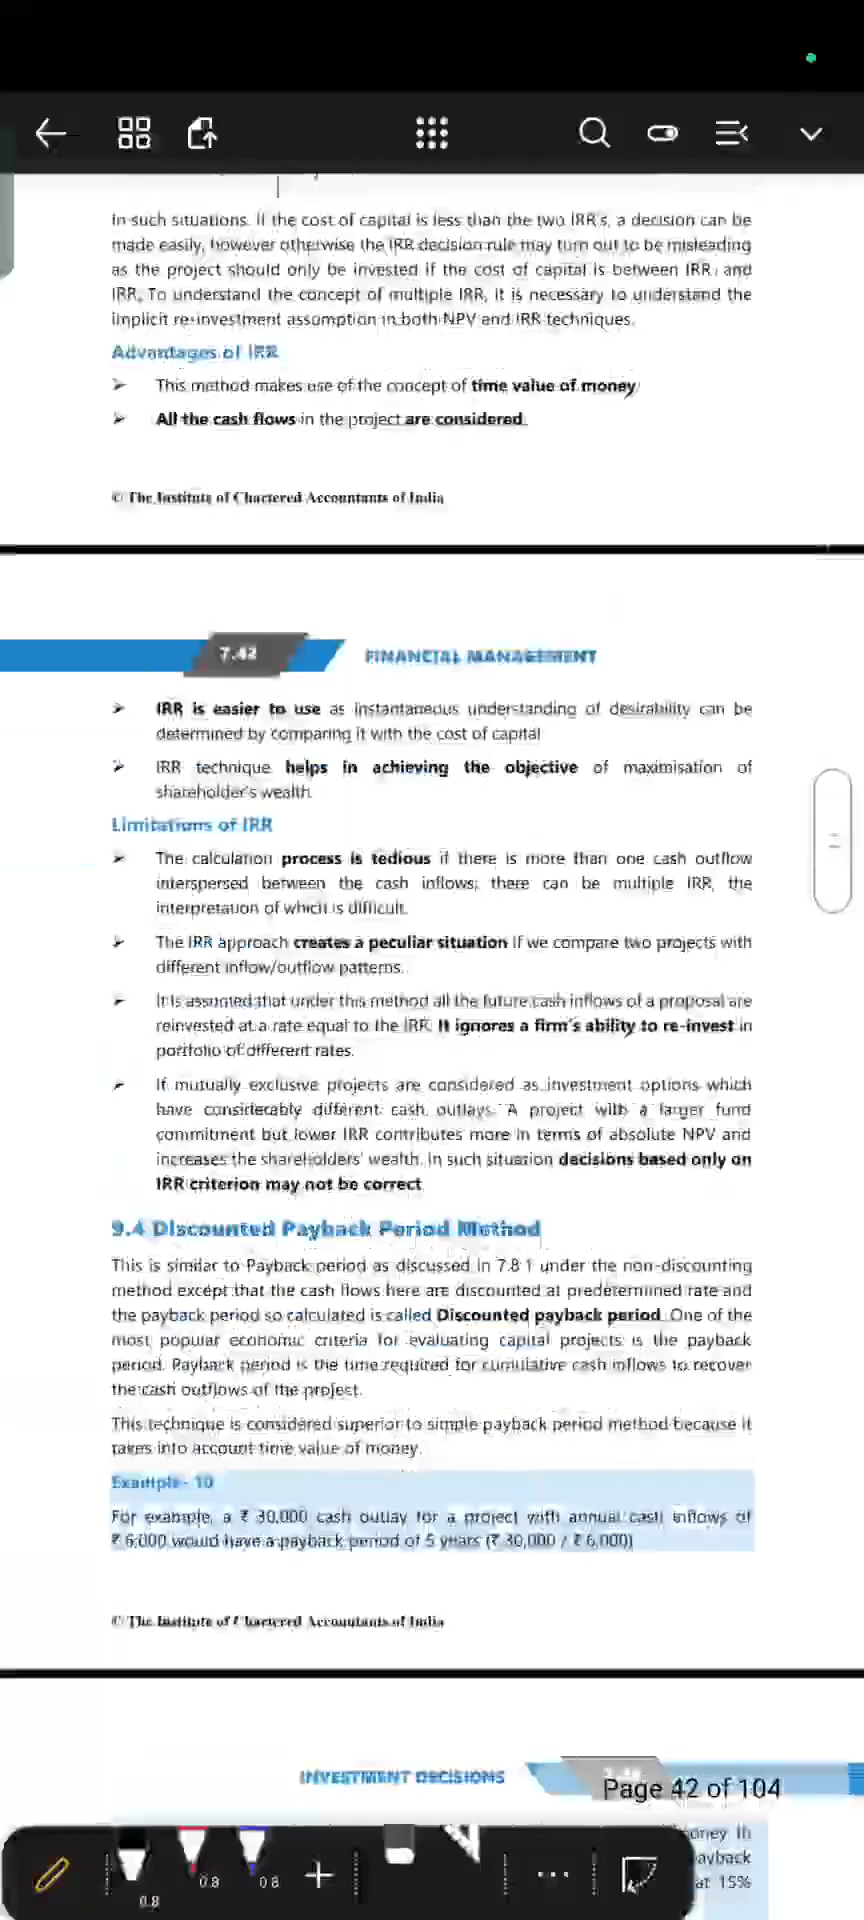 In such situations. If the cost of capital is less than the two IRR's, a decision can be
made easily, however otherwise the IRR decision rule may turn out to be misleading
as the project should only be invested if the cost of capital is between IRR₁ and
IRR₂ To understand the concept of multiple IRR, it is necessary to understand the
implicit re-investment assumption in both NPV and IRR techniques.
Advantages of IRR
➢ This method makes use of the concept of time value of money
➢ All the cash flows in the project are considered.
© The Institute of Chartered Accountants of India
7.42 FINANCIAL MANAGEMENT
➢ IRR is easier to use as instantaneous understanding of desirability can be
determined by comparing it with the cost of capital
➢ IRR technique helps in achieving the objective of maximisation of
shareholder's wealth.
Limitations of IRR
➢ The calculation process is tedious if there is more than one cash outflow
interspersed between the cash inflows; there can be multiple IRR, the
interpretation of which is difficult.
➢ The IRR approach creates a peculiar situation if we compare two projects with
different inflow/outflow patterns.
➢ It is assumed that under this method all the future cash inflows of a proposal are
reinvested at a rate equal to the IRR. It ignores a firm's ability to re-invest in
portfolio of different rates.
➢ If mutually exclusive projects are considered as investment options which
have considerably different cash outlays. A project with a larger fund
commitment but lower IRR contributes more in terms of absolute NPV and
increases the shareholders' wealth. In such situation decisions based only on
IRR criterion may not be correct
9.4 Discounted Payback Period Method
This is similar to Payback period as discussed in 7.8.1 under the non-discounting
method except that the cash flows here are discounted at predetermined rate and
the payback period so calculated is called Discounted payback period. One of the
most popular economic criteria for evaluating capital projects is the payback
period. Payback period is the time required for cumulative cash inflows to recover
the cash outflows of the project.
This technique is considered superior to simple payback period method because it
takes into account time value of money.
Example- 10
For example, a ₹ 30,000 cash outlay for a project with annual cash inflows of
₹ 6,000 would have a payback period of 5 years (₹ 30,000 / ₹ 6,000)
© The Institute of Chartered Accountants of India
INVESTMENT DECISIONS
Page 42 of 104
at 15%
0.8
0.8
0.8